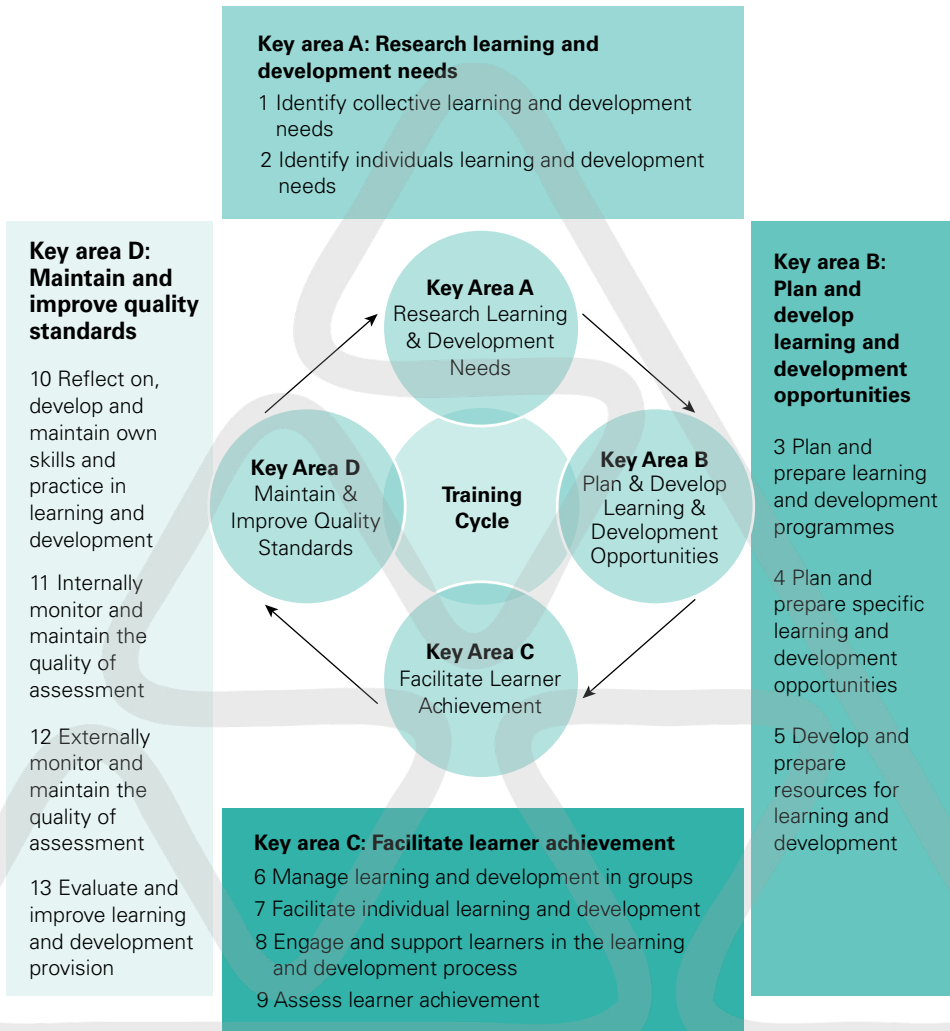 Key area A: Research learning and
development needs
1 Identify collective learning and development
needs
2 Identify individuals learning and development
needs
Key area D:
Maintain and
improve quality
standards
10 Reflect on,
develop and
maintain own
skills and
practice in
learning and
development
11 Internally
monitor and
maintain the
quality of
assessment
12 Externally
monitor and
maintain the
quality of
assessment
13 Evaluate and
improve learning
and development
provision
Key Area A
Research Learning
& Development
Needs
Key Area D
Maintain &
Improve Quality
Standards
Training
Cycle
Key Area B
Plan & Develop
Learning &
Development
Opportunities
Key Area C
Facilitate Learner
Achievement
Key area B:
Plan and
develop
learning and
development
opportunities
3 Plan and
prepare learning
and development
programmes
4 Plan and
prepare specific
learning and
development
opportunities
5 Develop and
prepare
resources for
learning and
development
Key area C: Facilitate learner achievement
6 Manage learning and development in groups
7 Facilitate individual learning and development
8 Engage and support learners in the learning
and development process
9 Assess learner achievement